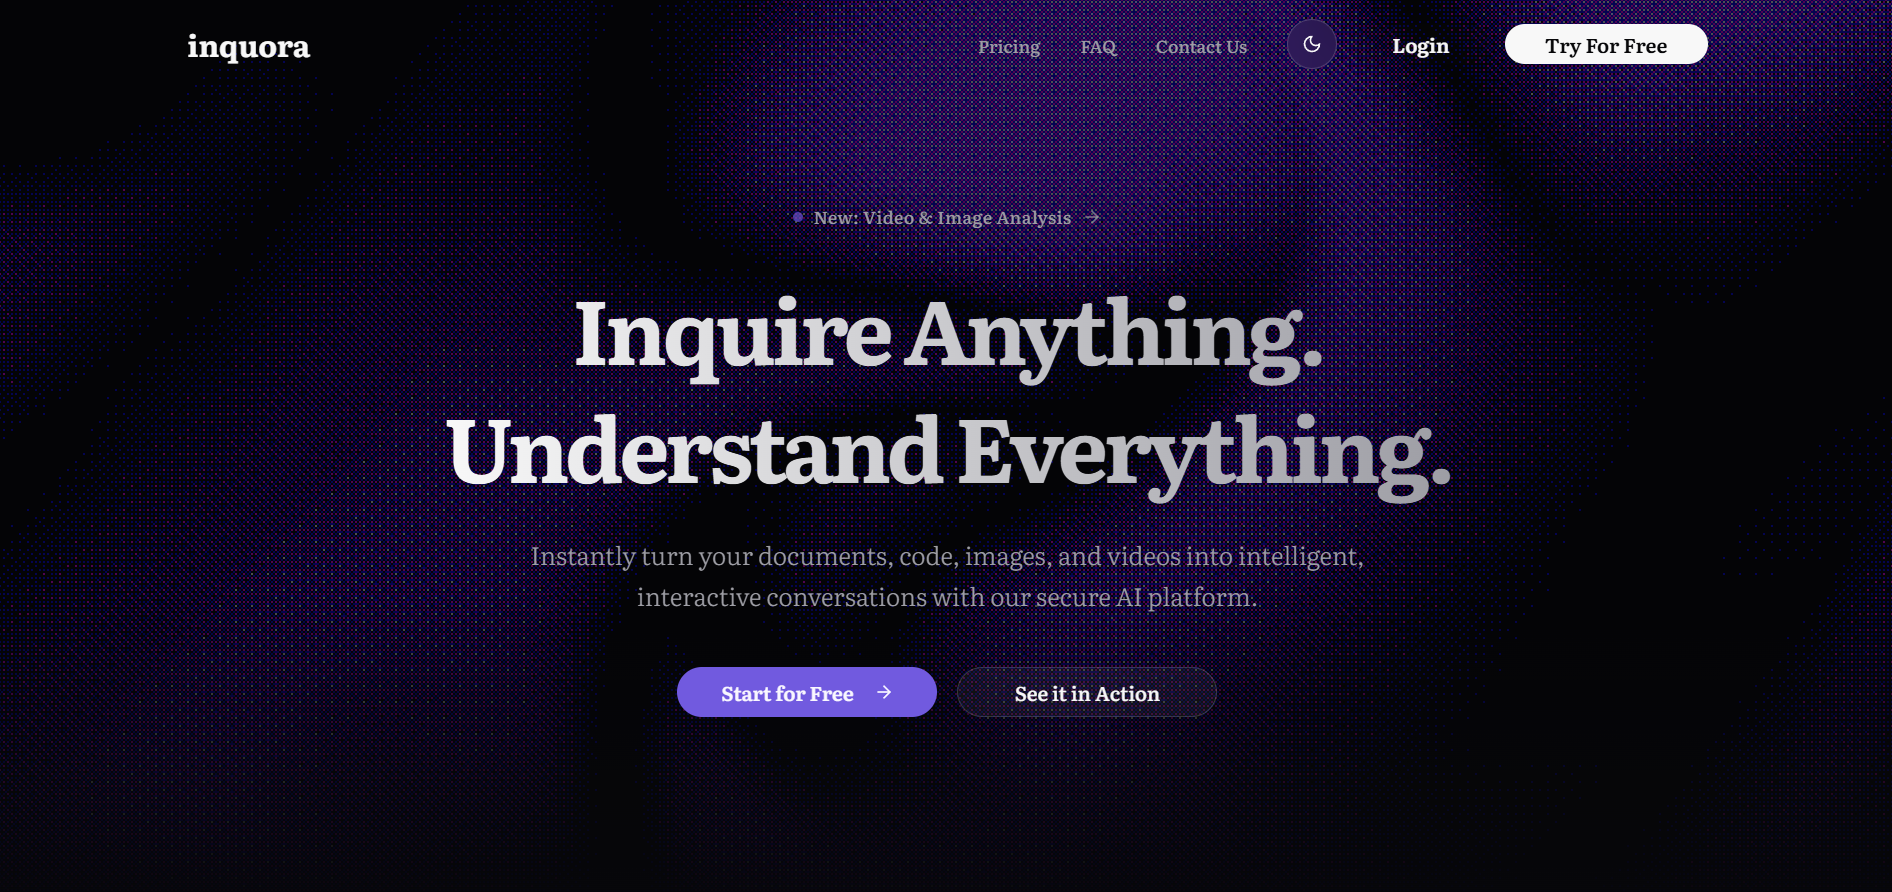 inquora
Pricing
FAQ
Contact Us
Login
Try For Free
New: Video & Image Analysis
Inquire Anything.
Understand Everything.
Instantly turn your documents, code, images, and videos into intelligent,
interactive conversations with our secure AI platform.
Start for Free
See it in Action